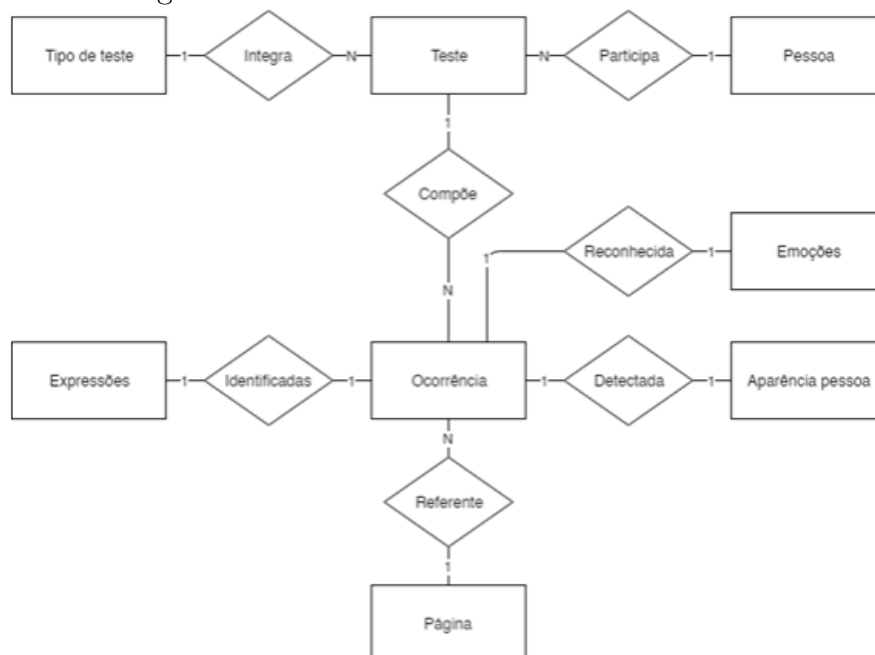 Tipo de teste 1 Integra N Teste N Participa 1 Pessoa
1
Compõe
1 Reconhecida 1 Emoções
N
Expressões 1 Identificadas 1 Ocorrência 1 Detectada 1 Aparência pessoa
N
Referente
1
Página